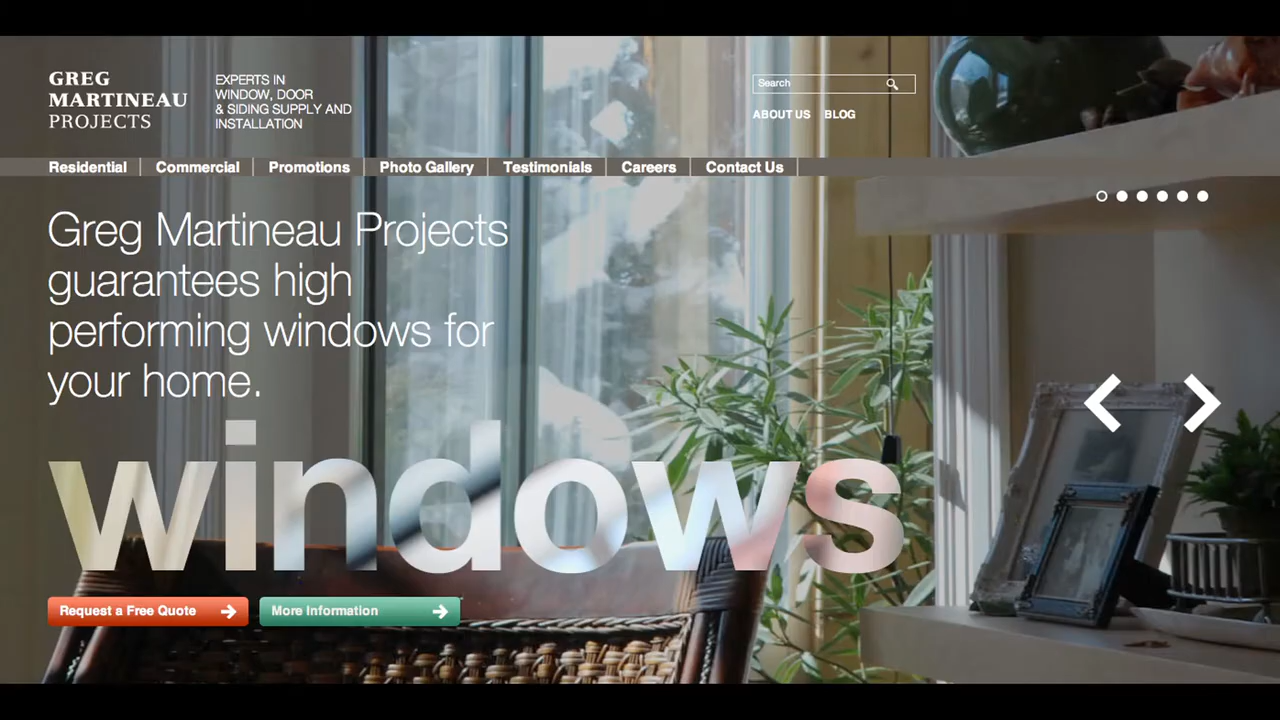 GREG
MARTINEAU
PROJECTS
EXPERTS IN
WINDOW, DOOR
& SIDING SUPPLY AND
INSTALLATION
Search
ABOUT US BLOG
Residential Commercial Promotions Photo Gallery Testimonials Careers Contact Us
Greg Martineau Projects
guarantees high
performing windows for
your home.
windows
Request a Free Quote More Information